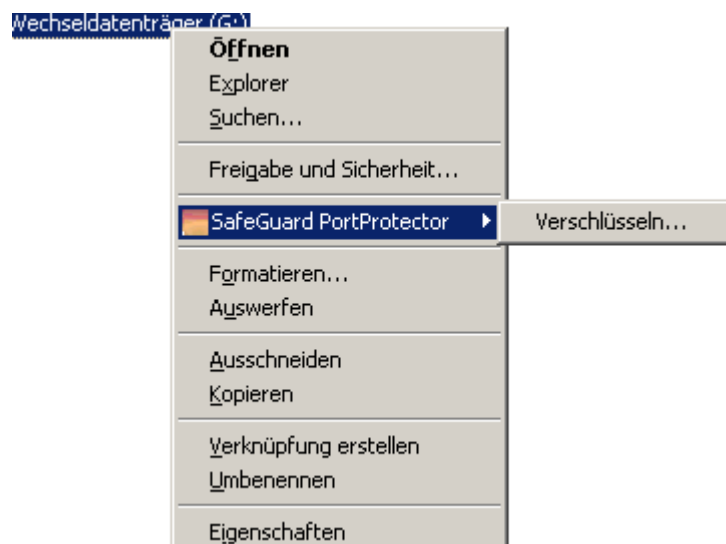 Wechseldatenträger (G:)
Öffnen
Explorer
Suchen...
Freigabe und Sicherheit...
SafeGuard PortProtector
Verschlüsseln...
Formatieren...
Auswerfen
Ausschneiden
Kopieren
Verknüpfung erstellen
Umbenennen
Eigenschaften